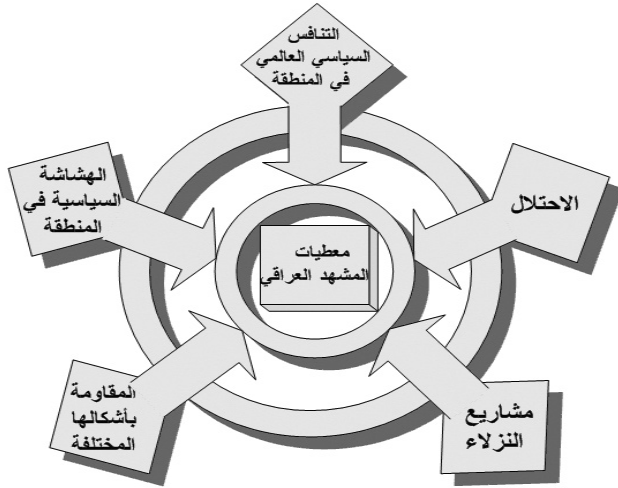 التنافس
السياسي العالمي
في المنطقة
الاحتلال
مشاريع
النزلاء
المقاومة
بأشكالها
المختلفة
الهشاشة
السياسية في
المنطقة
معطيات
المشهد العراقي